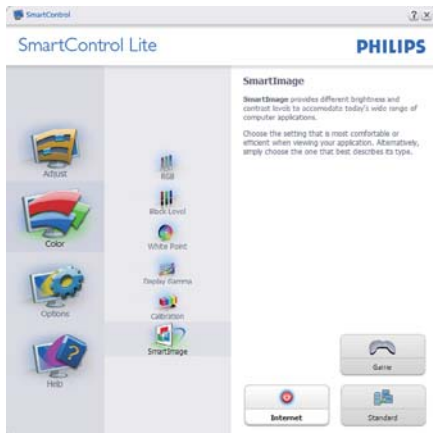 SmartControl
? x
SmartControl Lite
PHILIPS
Adjust
Color
Options
Help
RGB
Black Level
White Point
Display Gamma
Calibration
SmartImage
SmartImage
SmartImage provides different brightness and
contrast levels to accomodate today's wide range of
computer applications.
Choose the setting that is most comfortable or
efficient when viewing your application. Alternatively,
simply choose the one that best describes its type.
Game
Internet
Standard